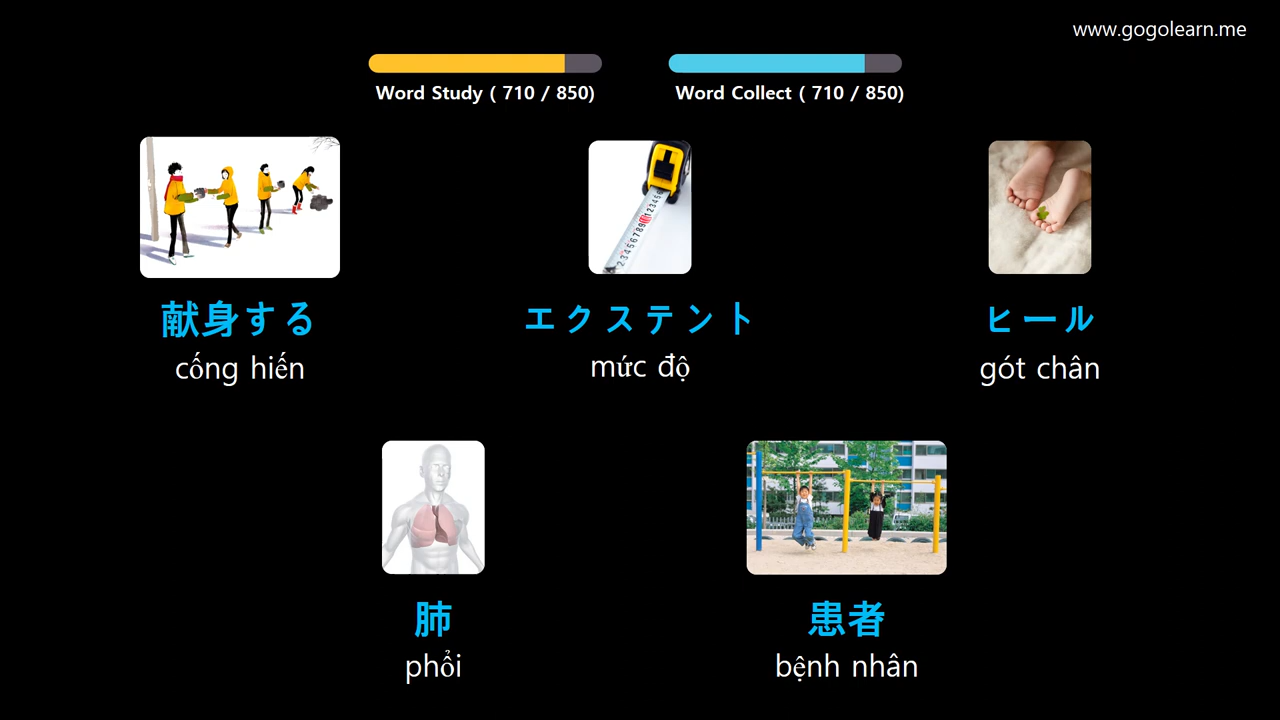 www.gogolearn.me
Word Study ( 710 / 850)
Word Collect ( 710 / 850)
献身する
cống hiến
エクステント
mức độ
ヒール
gót chân
肺
phổi
患者
bệnh nhân